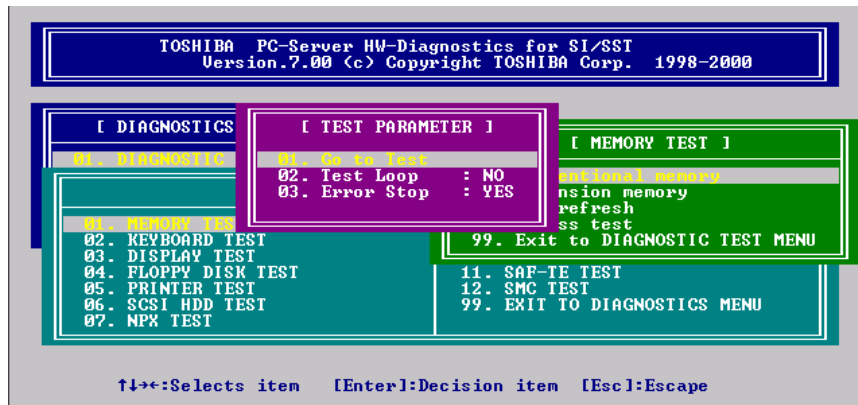 TOSHIBA PC-Server HW-Diagnostics for SI/SST
Version.7.00 (c) Copyright TOSHIBA Corp. 1998-2000
[ DIAGNOSTICS
01. DIAGNOSTIC
[ TEST PARAMETER ]
01. Go to Test
02. Test Loop : NO
03. Error Stop : YES
[ MEMORY TEST ]
entional memory
nsion memory
refresh
ss test
99. Exit to DIAGNOSTIC TEST MENU
01. MEMORY TES
02. KEYBOARD TEST
03. DISPLAY TEST
04. FLOPPY DISK TEST
05. PRINTER TEST
06. SCSI HDD TEST
07. NPX TEST
11. SAF-TE TEST
12. SMC TEST
99. EXIT TO DIAGNOSTICS MENU
↑↓→←:Selects item [Enter]:Decision item [Esc]:Escape